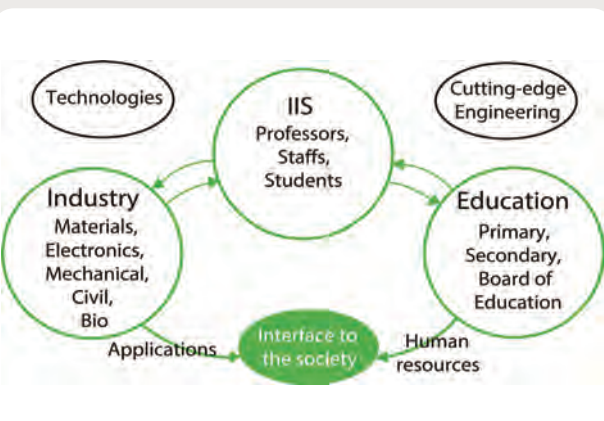 Technologies
IIS
Professors,
Staffs,
Students
Cutting-edge
Engineering
Industry
Materials,
Electronics,
Mechanical,
Civil,
Bio
Education
Primary,
Secondary,
Board of
Education
Applications
Interface to
the society
Human
resources